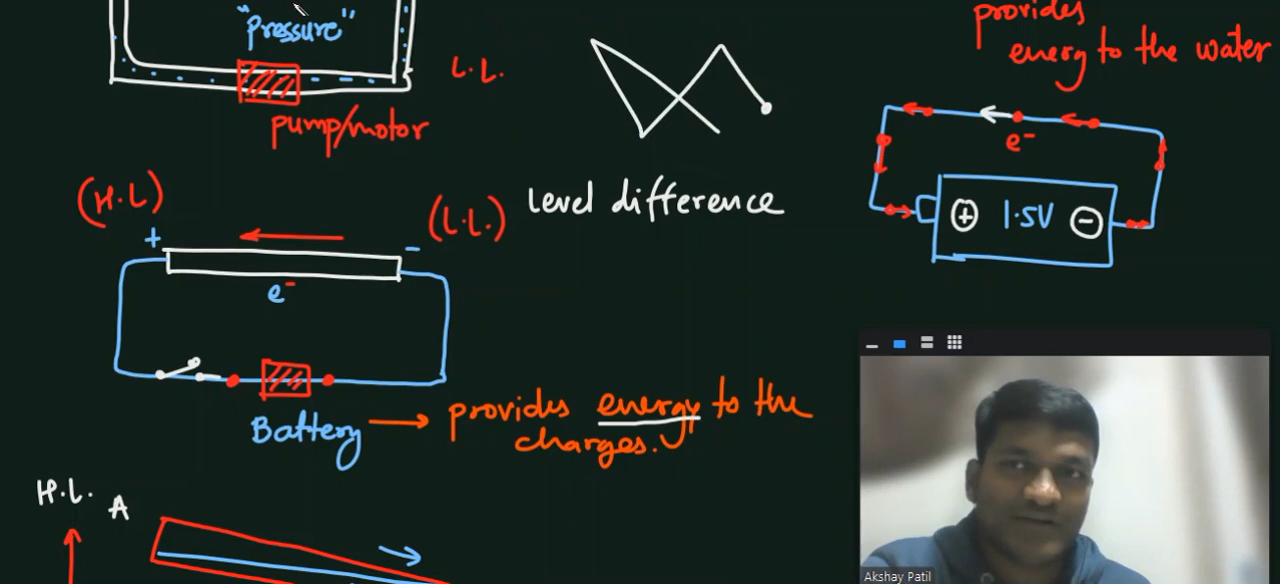 "pressure"
L.L.
pump/motor
provides
energ to the water
e⁻
(H.L)
(L.L.)
level difference
+
-
e⁻
+ 1.5V -
Battery → provides energy to the
charges.
H.L.
A
Akshay Patil